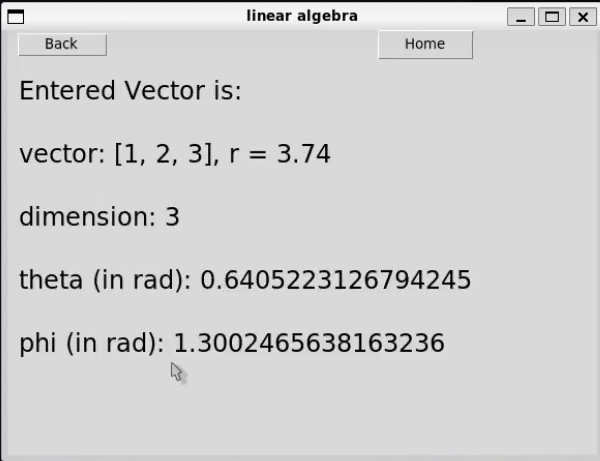 linear algebra
Back Home
Entered Vector is:
vector: [1, 2, 3], r = 3.74
dimension: 3
theta (in rad): 0.6405223126794245
phi (in rad): 1.3002465638163236